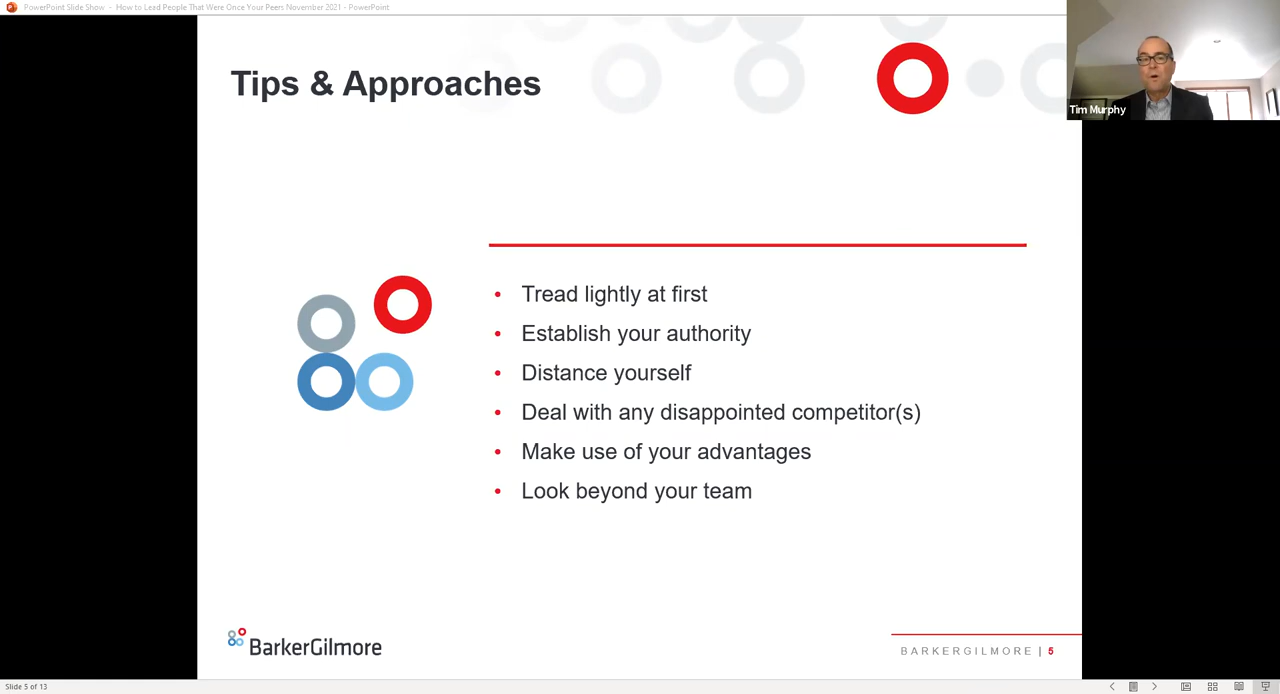 PowerPoint Slide Show - How to Lead People That Were Once Your Peers November 2021 - PowerPoint
Tips & Approaches
Tim Murphy
• Tread lightly at first
• Establish your authority
• Distance yourself
• Deal with any disappointed competitor(s)
• Make use of your advantages
• Look beyond your team
BarkerGilmore
BARKERGILMORE | 5
Slide 5 of 13